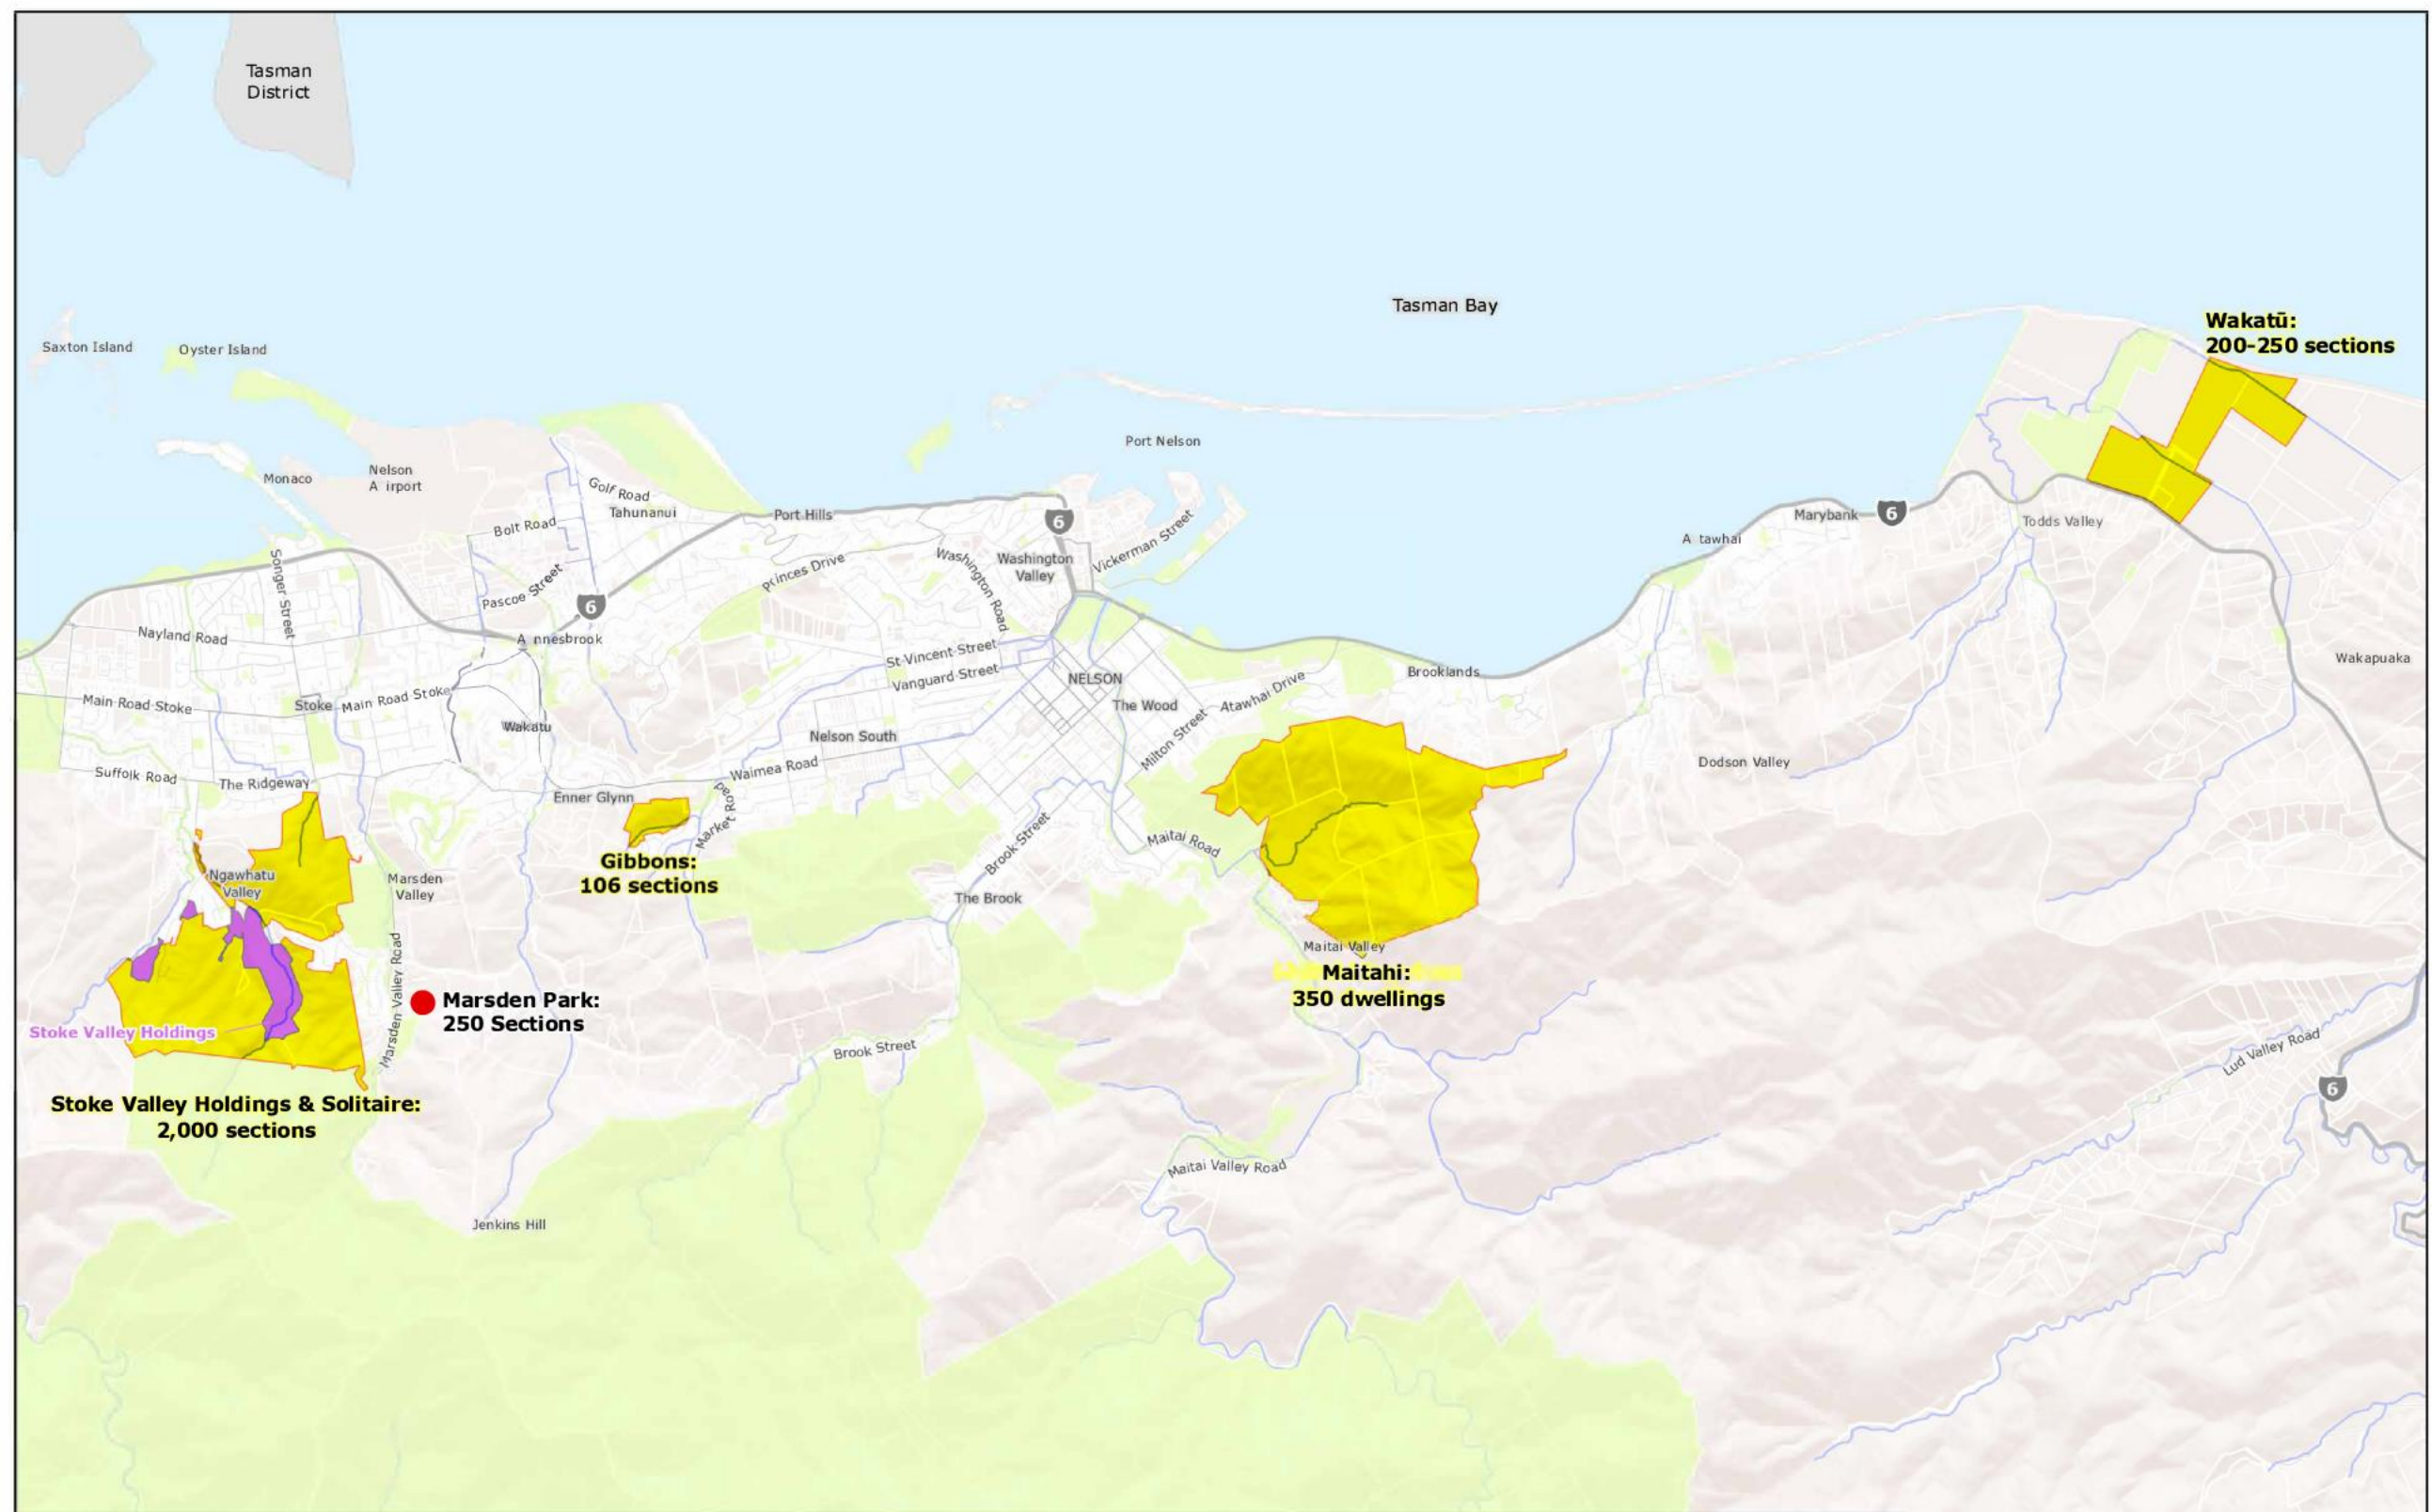 Tasman
District
Tasman Bay
Wakatū:
200-250 sections
Saxton Island
Oyster Island
Port Nelson
Monaco
Nelson
A irport
Golf Road
Tahunanui
Bolt Road
Port Hills
6
Marybank
6
Todds Valley
A tawhai
Songer Street
Pascoe Street
6
Princes Drive
Washington Road
Washington
Valley
Vickerman Street
Nayland Road
A nnesbrook
St Vincent Street
Vanguard Street
NELSON
The Wood
Atawhai Drive
Brooklands
Wakapuaka
Main Road Stoke
Stoke
Main Road Stoke
Wakatu
Nelson South
Milton Street
Suffolk Road
The Ridgeway
Enner Glynn
Waimea Road
Market Road
Dodson Valley
Gibbons:
106 sections
Brook Street
Maitai Road
Ngawhatu
Valley
Marsden
Valley
The Brook
Maitai Valley
Maitahi:
350 dwellings
Marsden Valley Road
Marsden Park:
250 Sections
Stoke Valley Holdings
Brook Street
Lud Valley Road
6
Stoke Valley Holdings & Solitaire:
2,000 sections
Maitai Valley Road
Jenkins Hill